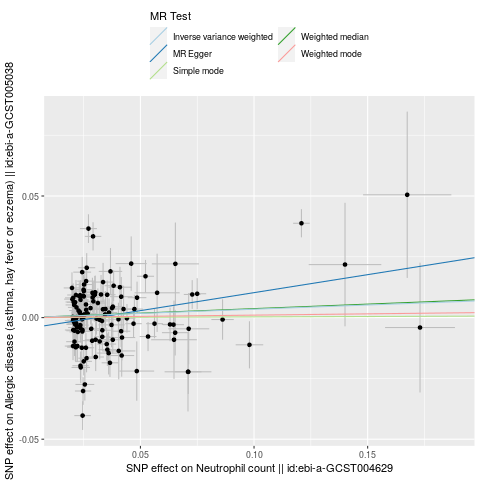 MR Test
Inverse variance weighted
Weighted median
MR Egger
Weighted mode
Simple mode
SNP effect on Allergic disease (asthma, hay fever or eczema) || id:ebi-a-GCST005038
0.05
0.00
-0.05
0.05
0.10
0.15
SNP effect on Neutrophil count || id:ebi-a-GCST004629